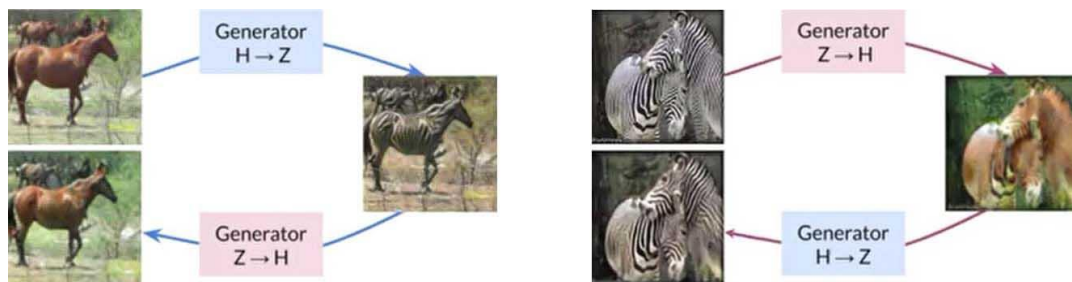 Generator
H → Z
Generator
Z → H
Generator
Z → H
Generator
H → Z